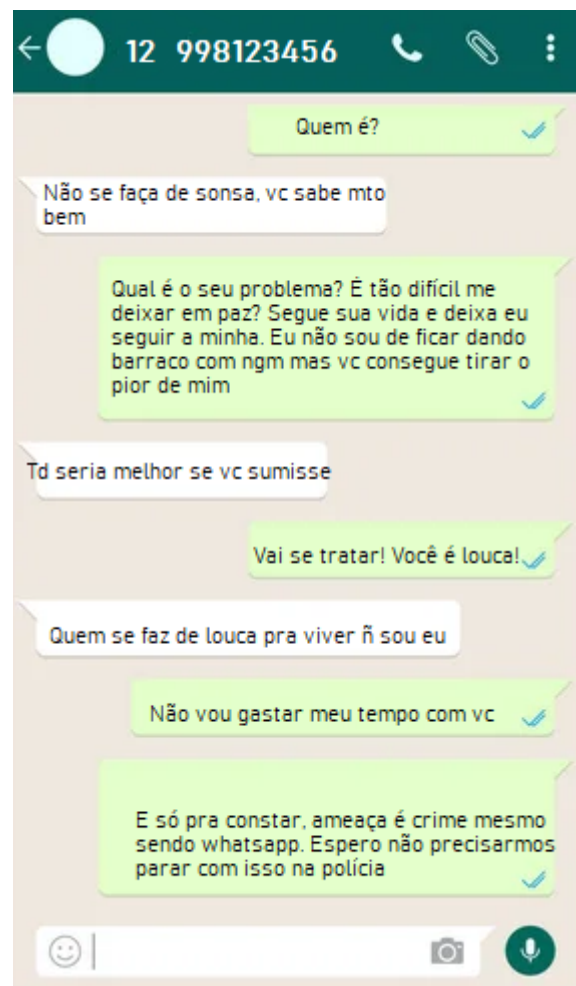 12 998123456
Quem é?
Não se faça de sonsa, vc sabe mto
bem
Qual é o seu problema? É tão difícil me
deixar em paz? Segue sua vida e deixa eu
seguir a minha. Eu não sou de ficar dando
barraco com ngm mas vc consegue tirar o
pior de mim
Td seria melhor se vc sumisse
Vai se tratar! Você é louca!
Quem se faz de louca pra viver ñ sou eu
Não vou gastar meu tempo com vc
E só pra constar, ameaça é crime mesmo
sendo whatsapp. Espero não precisarmos
parar com isso na polícia